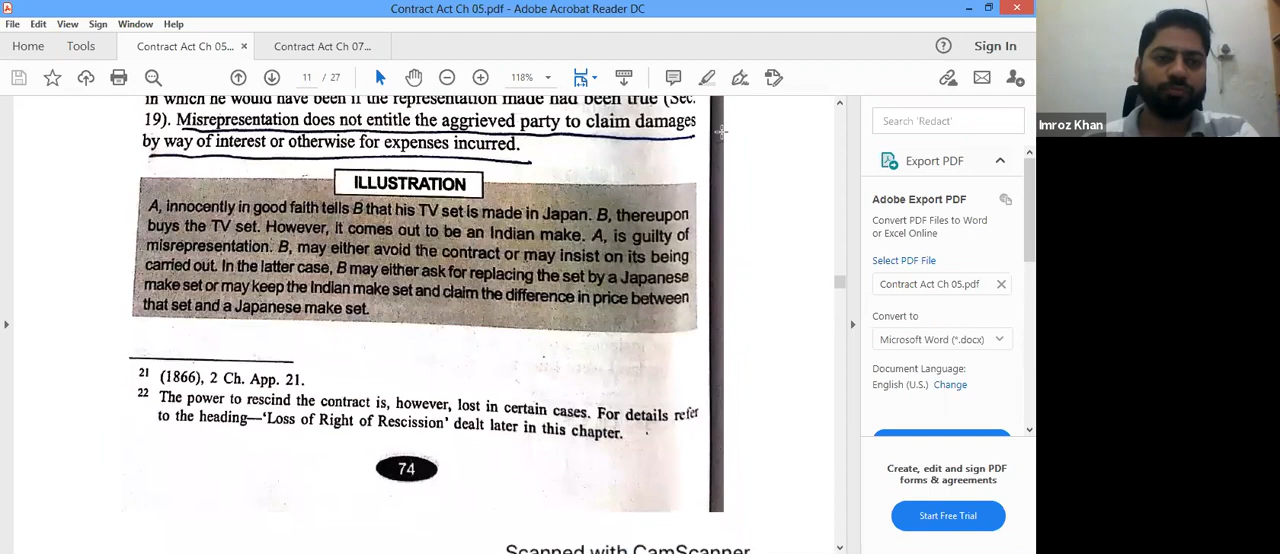 Contract Act Ch 05.pdf - Adobe Acrobat Reader DC
File Edit View Sign Window Help
Home Tools Contract Act Ch 05... × Contract Act Ch 07... Sign In
11 / 27 118%
in which he would have been if the representation made had been true (Sec.
19). Misrepresentation does not entitle the aggrieved party to claim damages
by way of interest or otherwise for expenses incurred.
ILLUSTRATION
A, innocently in good faith tells B that his TV set is made in Japan. B, thereupon
buys the TV set. However, it comes out to be an Indian make. A, is guilty of
misrepresentation. B, may either avoid the contract or may insist on its being
carried out. In the latter case, B may either ask for replacing the set by a Japanese
make set or may keep the Indian make set and claim the difference in price between
that set and a Japanese make set.
21 (1866), 2 Ch. App. 21.
22 The power to rescind the contract is, however, lost in certain cases. For details refer
to the heading—'Loss of Right of Rescission' dealt later in this chapter.
74
Scanned with CamScanner
Search 'Redact'
Export PDF
Adobe Export PDF
Convert PDF Files to Word
or Excel Online
Select PDF File
Contract Act Ch 05.pdf
Convert to
Microsoft Word (*.docx)
Document Language:
English (U.S.) Change
Create, edit and sign PDF
forms & agreements
Start Free Trial
Imroz Khan